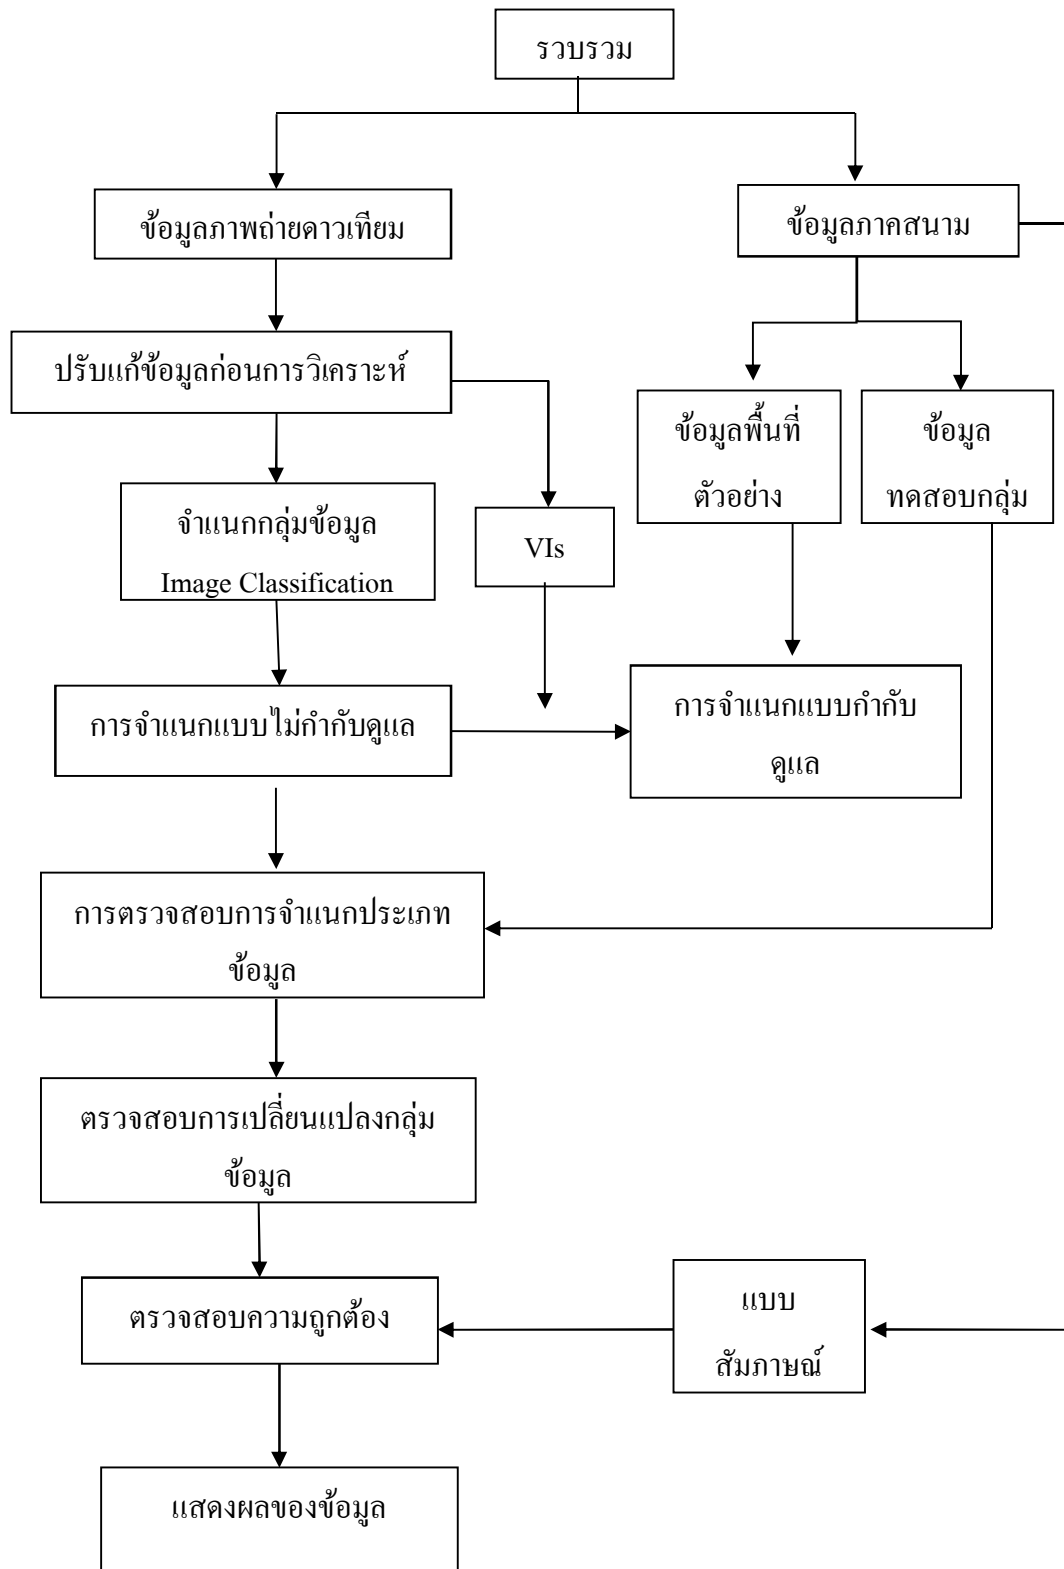 รวบรวม
ข้อมูลภาพถ่ายดาวเทียม
ข้อมูลภาคสนาม
ปรับแก้ข้อมูลก่อนการวิเคราะห์
ข้อมูลพื้นที่
ตัวอย่าง
ข้อมูล
ทดสอบกลุ่ม
จำแนกกลุ่มข้อมูล
Image Classification
VIs
การจำแนกแบบไม่กำกับดูแล
การจำแนกแบบกำกับ
ดูแล
การตรวจสอบการจำแนกประเภท
ข้อมูล
ตรวจสอบการเปลี่ยนแปลงกลุ่ม
ข้อมูล
ตรวจสอบความถูกต้อง
แบบ
สัมภาษณ์
แสดงผลของข้อมูล